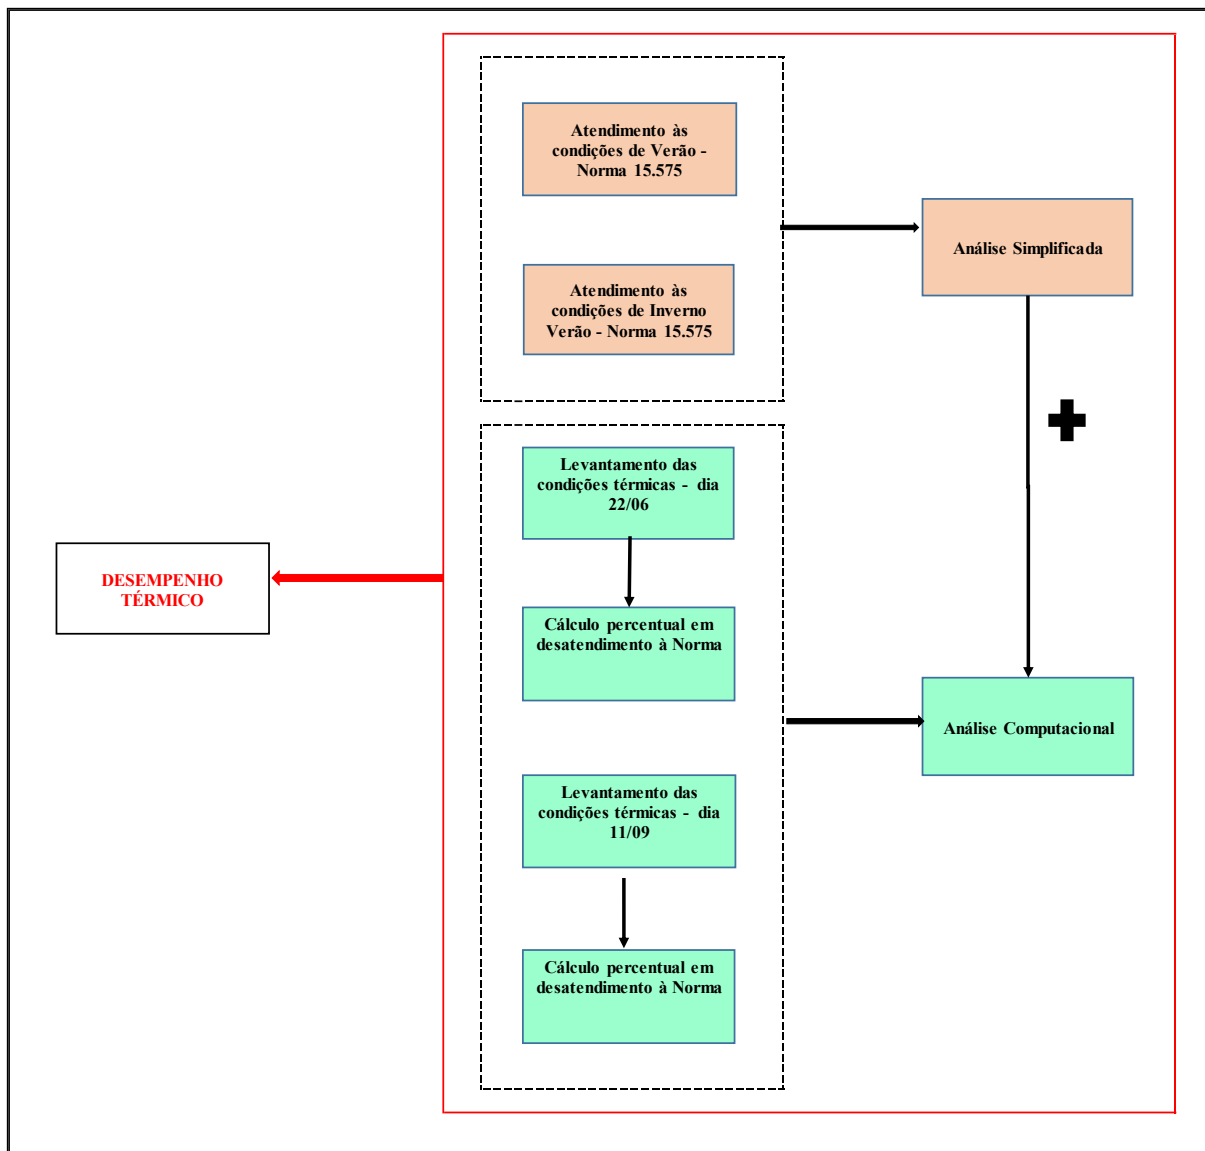 Atendimento às
condições de Verão -
Norma 15.575
Análise Simplificada
Atendimento às
condições de Inverno
Verão - Norma 15.575
Levantamento das
condições térmicas - dia
22/06
DESEMPENHO
TÉRMICO
Cálculo percentual em
desatendimento à Norma
Análise Computacional
Levantamento das
condições térmicas - dia
11/09
Cálculo percentual em
desatendimento à Norma